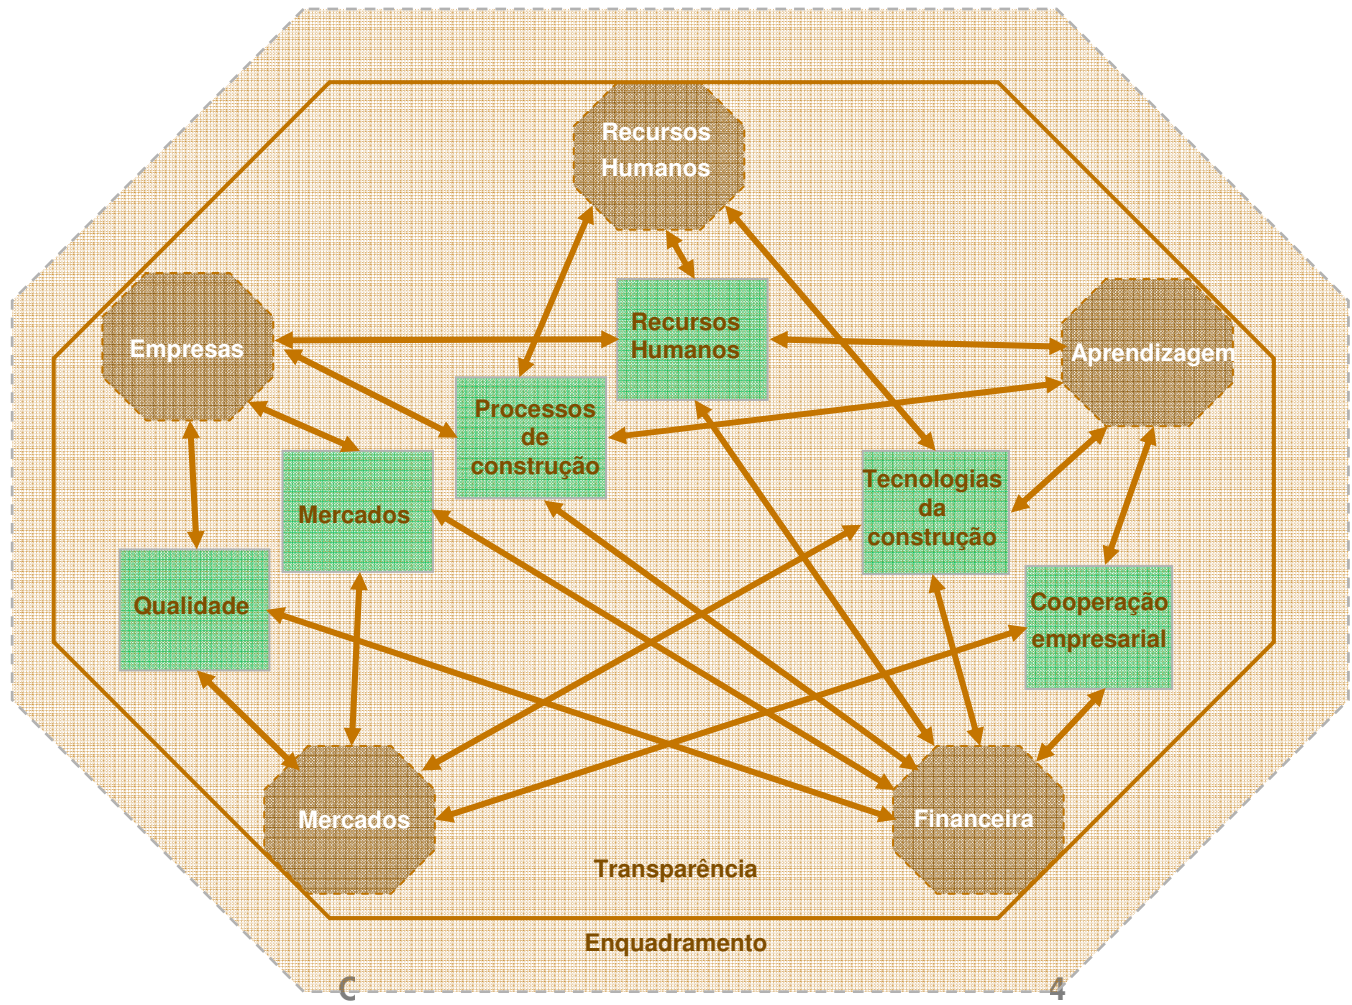 Recursos
Humanos
Recursos
Humanos
Empresas
Aprendizagem
Processos
de
construção
Tecnologias
da
construção
Mercados
Qualidade
Cooperação
empresarial
Mercados
Financeira
Transparência
Enquadramento
C
4